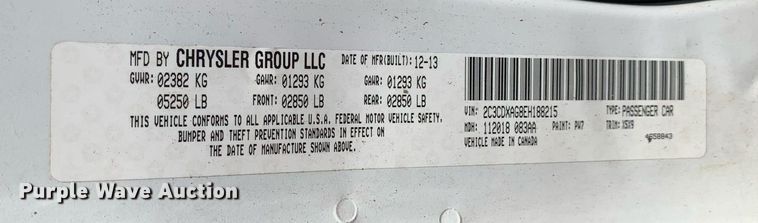 MFD BY CHRYSLER GROUP LLC DATE OF MFR(BUILT): 12-13
GVWR: 02382 KG GAWR: 01293 KG GAWR: 01293 KG
05250 LB FRONT: 02850 LB REAR: 02850 LB
THIS VEHICLE CONFORMS TO ALL APPLICABLE U.S.A. FEDERAL MOTOR VEHICLE SAFETY,
BUMPER AND THEFT PREVENTION STANDARDS IN EFFECT ON
THE DATE OF MANUFACTURE SHOWN ABOVE.
VIN: 2C3CDXAG8EH188215 TYPE: PASSENGER CAR
MDH: 112018 083AA PAINT: PW7 TRIM: X5X9
VEHICLE MADE IN CANADA 4658843
Purple Wave Auction